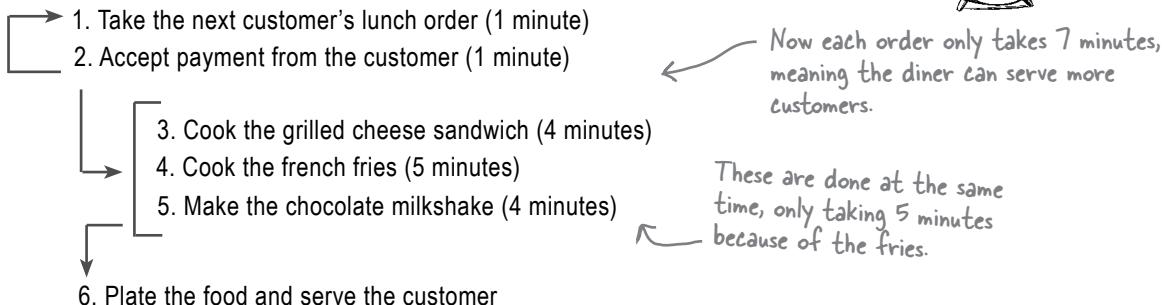 1. Take the next customer’s lunch order (1 minute)
2. Accept payment from the customer (1 minute)
Now each order only takes 7 minutes,
meaning the diner can serve more
customers.
3. Cook the grilled cheese sandwich (4 minutes)
4. Cook the french fries (5 minutes)
5. Make the chocolate milkshake (4 minutes)
These are done at the same
time, only taking 5 minutes
because of the fries.
6. Plate the food and serve the customer